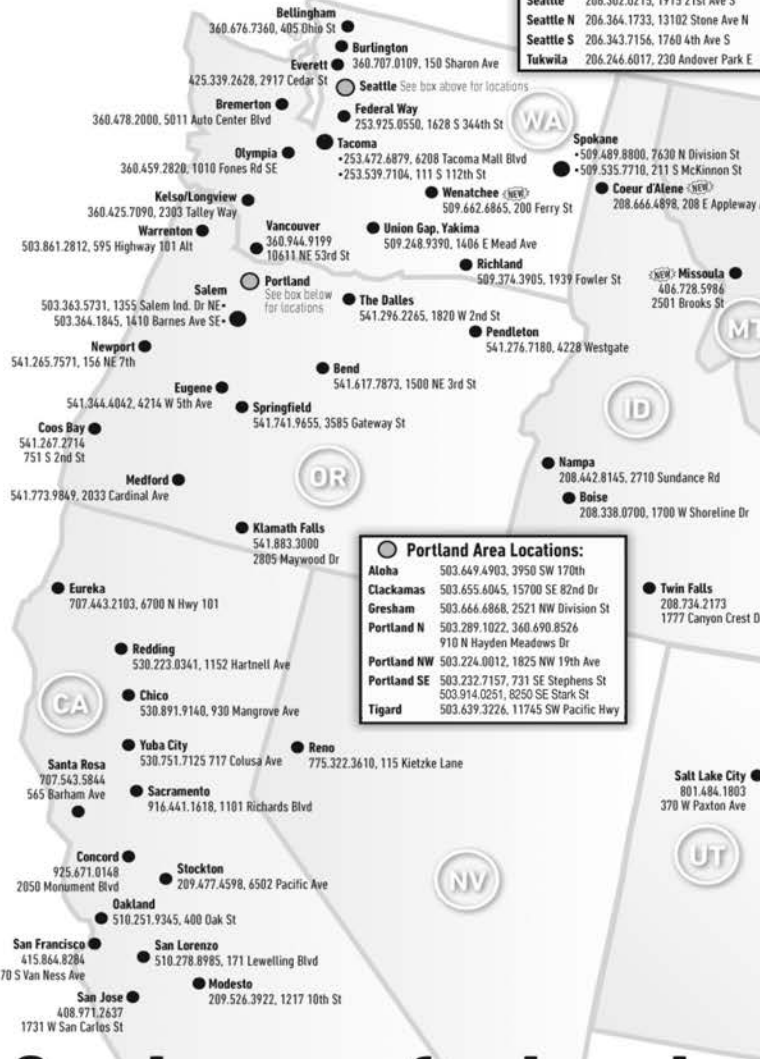 Seattle 206.302.0215, 1915 21st Ave S
Seattle N 206.364.1733, 13102 Stone Ave N
Seattle S 206.343.7156, 1760 4th Ave S
Tukwila 206.246.6017, 230 Andover Park E
Bellingham
360.676.7360, 405 Ohio St
Burlington
360.707.0109, 150 Sharon Ave
Everett
425.339.2628, 2917 Cedar St
Seattle See box above for locations
Bremerton
360.478.2000, 5011 Auto Center Blvd
Federal Way
253.925.0550, 1628 S 344th St
WA
Tacoma
•253.472.6879, 6208 Tacoma Mall Blvd
•253.539.7104, 111 S 112th St
Olympia
360.459.2820, 1010 Fones Rd SE
Spokane
•509.489.8800, 7630 N Division St
•509.535.7710, 211 S McKinnon St
Kelso/Longview
360.425.7090, 2303 Talley Way
Wenatchee NEW
509.662.6865, 200 Ferry St
Coeur d'Alene NEW
208.666.4898, 208 E Appleway
Warrenton
503.861.2812, 595 Highway 101 Alt
Vancouver
360.944.9199
10611 NE 53rd St
Union Gap, Yakima
509.248.9390, 1406 E Mead Ave
Richland
509.374.3905, 1939 Fowler St
NEW Missoula
406.728.5986
2501 Brooks St
MT
Salem
503.363.5731, 1355 Salem Ind. Dr NE•
503.364.1845, 1410 Barnes Ave SE•
Portland
See box below
for locations
The Dalles
541.296.2265, 1820 W 2nd St
Pendleton
541.276.7180, 4228 Westgate
Newport
541.265.7571, 156 NE 7th
Bend
541.617.7873, 1500 NE 3rd St
Eugene
541.344.4042, 4214 W 5th Ave
Springfield
541.741.9655, 3585 Gateway St
ID
Coos Bay
541.267.2714
751 S 2nd St
Medford
541.773.9849, 2033 Cardinal Ave
OR
Nampa
208.442.8145, 2710 Sundance Rd
Boise
208.338.0700, 1700 W Shoreline Dr
Klamath Falls
541.883.3000
2805 Maywood Dr
Portland Area Locations:
Aloha 503.649.4903, 3950 SW 170th
Clackamas 503.655.6045, 15700 SE 82nd Dr
Gresham 503.666.6868, 2521 NW Division St
Portland N 503.289.1022, 360.690.8526
910 N Hayden Meadows Dr
Portland NW 503.224.0012, 1825 NW 19th Ave
Portland SE 503.232.7157, 731 SE Stephens St
503.914.0251, 8250 SE Stark St
Tigard 503.639.3226, 11745 SW Pacific Hwy
Twin Falls
208.734.2173
1777 Canyon Crest D
Eureka
707.443.2103, 6700 N Hwy 101
Redding
530.223.0341, 1152 Hartnell Ave
CA
Chico
530.891.9140, 930 Mangrove Ave
Yuba City
530.751.7125 717 Colusa Ave
Reno
775.322.3610, 115 Kietzke Lane
Santa Rosa
707.543.5844
565 Barham Ave
Sacramento
916.441.1618, 1101 Richards Blvd
Salt Lake City
801.484.1803
370 W Paxton Ave
UT
NV
Concord
925.671.0148
2050 Monument Blvd
Stockton
209.477.4598, 6502 Pacific Ave
Oakland
510.251.9345, 400 Oak St
San Francisco
415.864.8284
70 S Van Ness Ave
San Lorenzo
510.278.8985, 171 Lewelling Blvd
Modesto
209.526.3922, 1217 10th St
San Jose
408.971.2637
1731 W San Carlos St